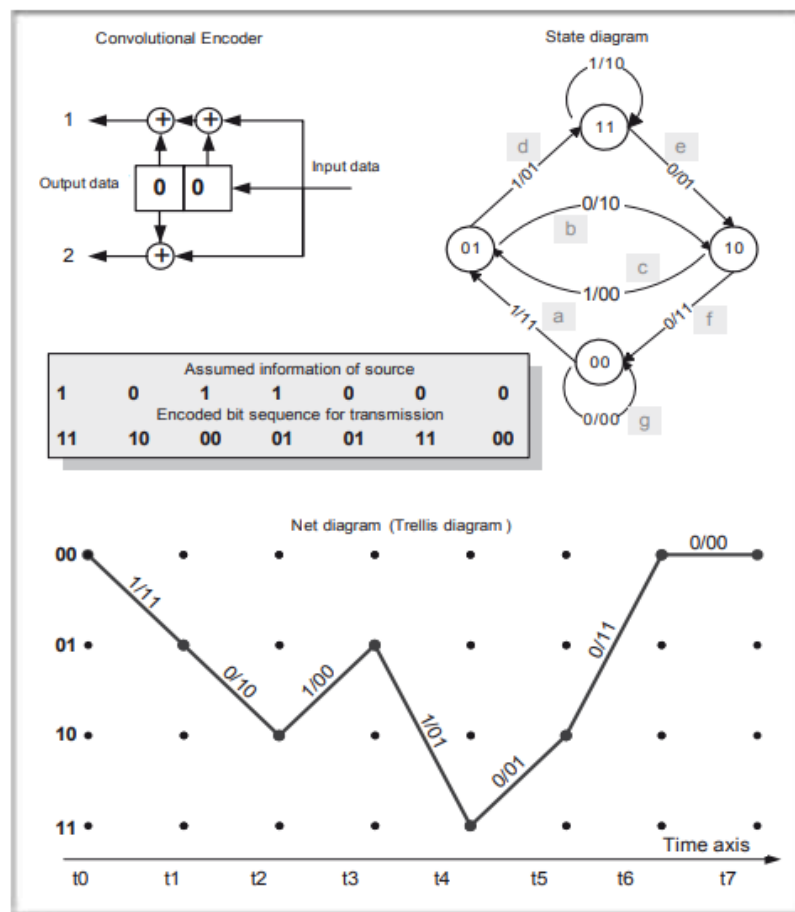 Convolutional Encoder
1
Output data
0 0
Input data
2
State diagram
1/10
11
d
e
1/01
0/01
0/10
01
b
10
c
1/00
1/11
a
0/11
f
00
0/00
g
Assumed information of source
1 0 1 1 0 0 0
Encoded bit sequence for transmission
11 10 00 01 01 11 00
Net diagram (Trellis diagram )
00
1/11
0/10
1/00
1/01
0/01
0/11
0/00
01
10
11
Time axis
t0 t1 t2 t3 t4 t5 t6 t7